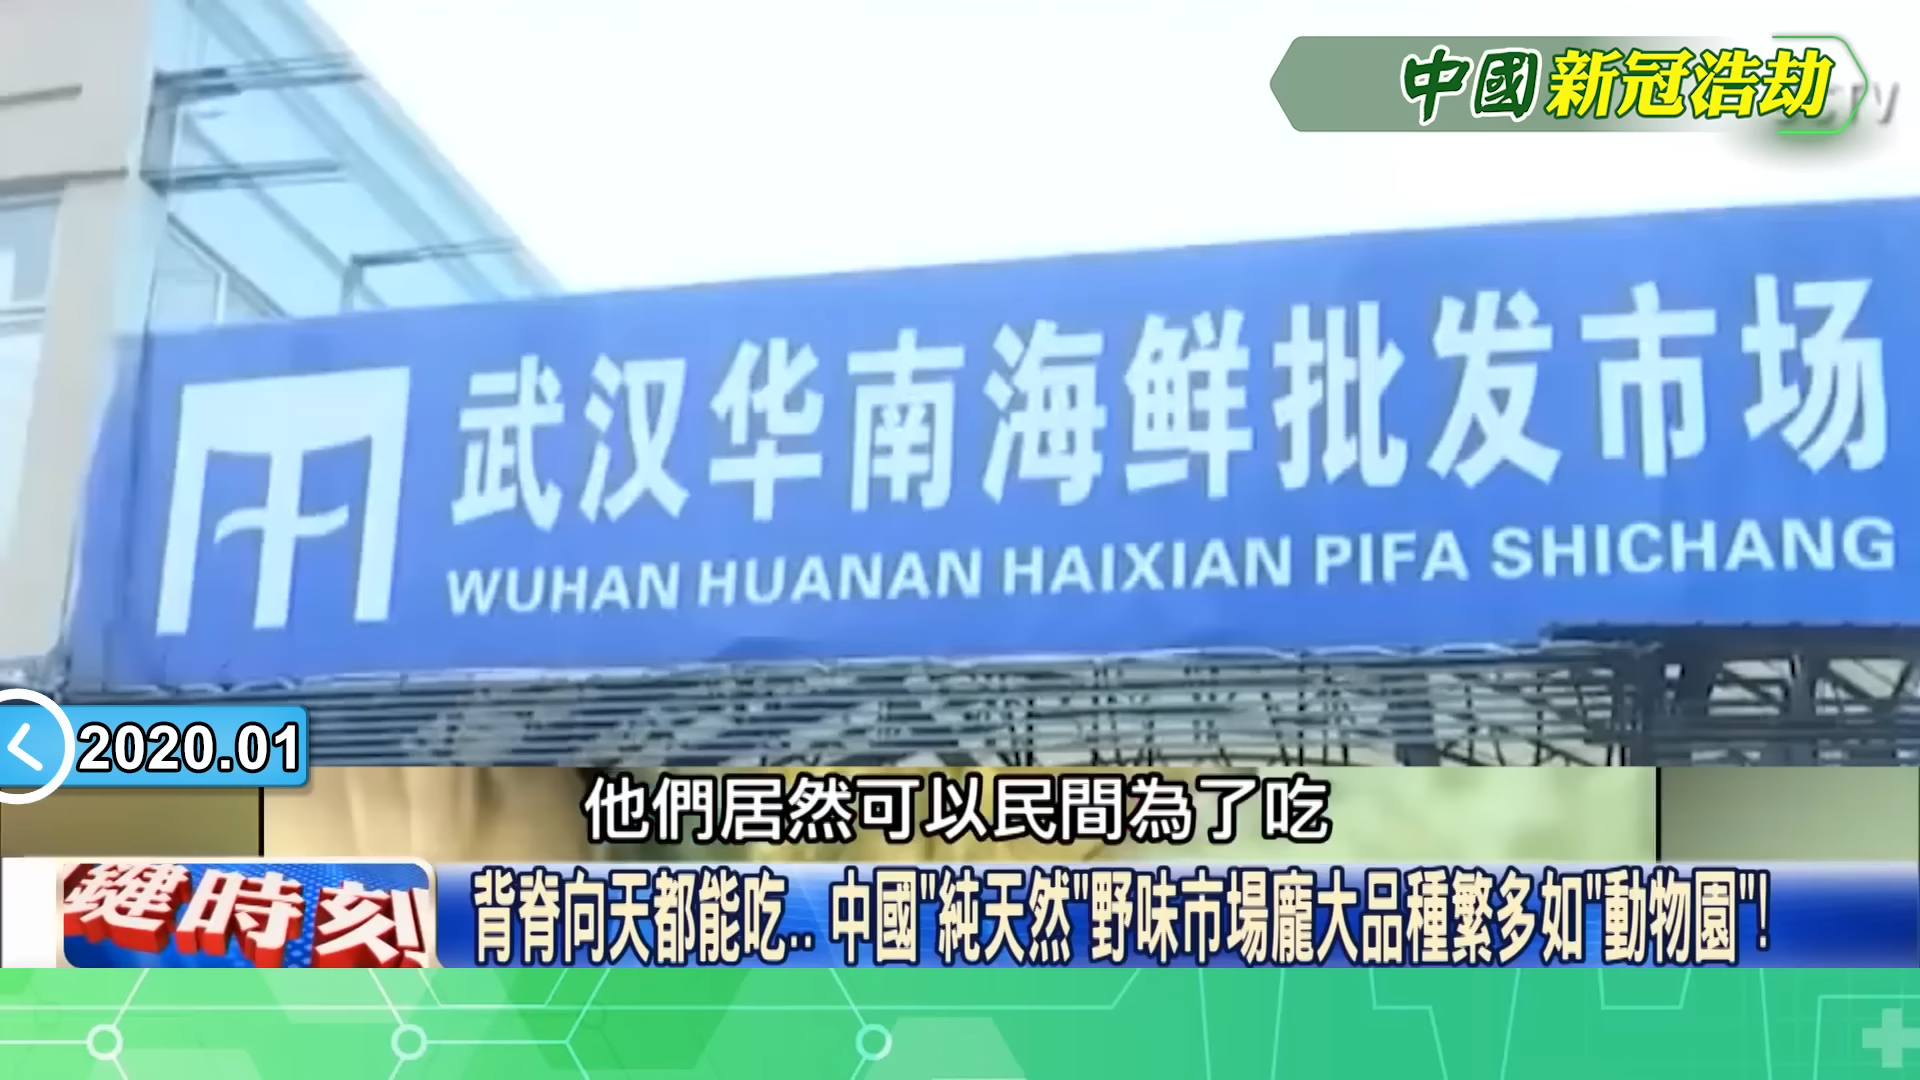 中國新冠浩劫
武汉华南海鲜批发市场
WUHAN HUANAN HAIXIAN PIFA SHICHANG
2020.01
他們居然可以民間為了吃
鍵時刻
背脊向天都能吃.. 中國"純天然"野味市場龐大品種繁多如"動物園"!